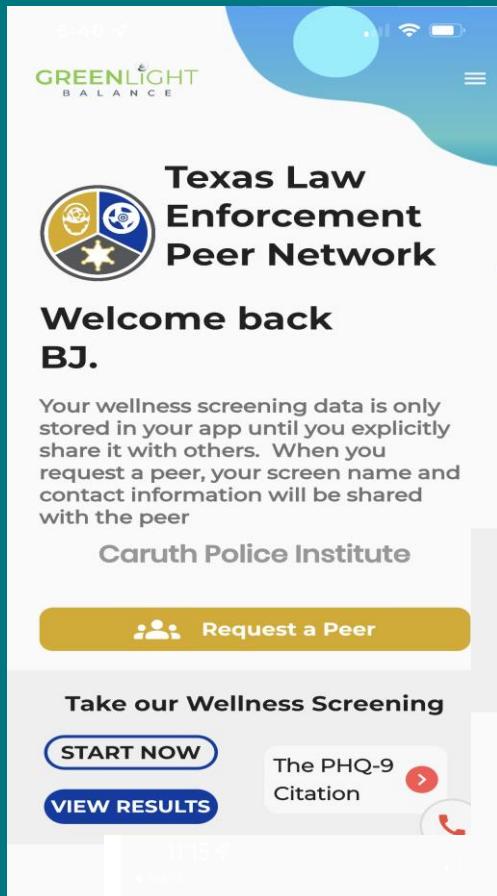 GREENLIGHT
BALANCE
Texas Law
Enforcement
Peer Network
Welcome back
BJ.
Your wellness screening data is only
stored in your app until you explicitly
share it with others. When you
request a peer, your screen name and
contact information will be shared
with the peer
Caruth Police Institute
Request a Peer
Take our Wellness Screening
START NOW
VIEW RESULTS
The PHQ-9
Citation